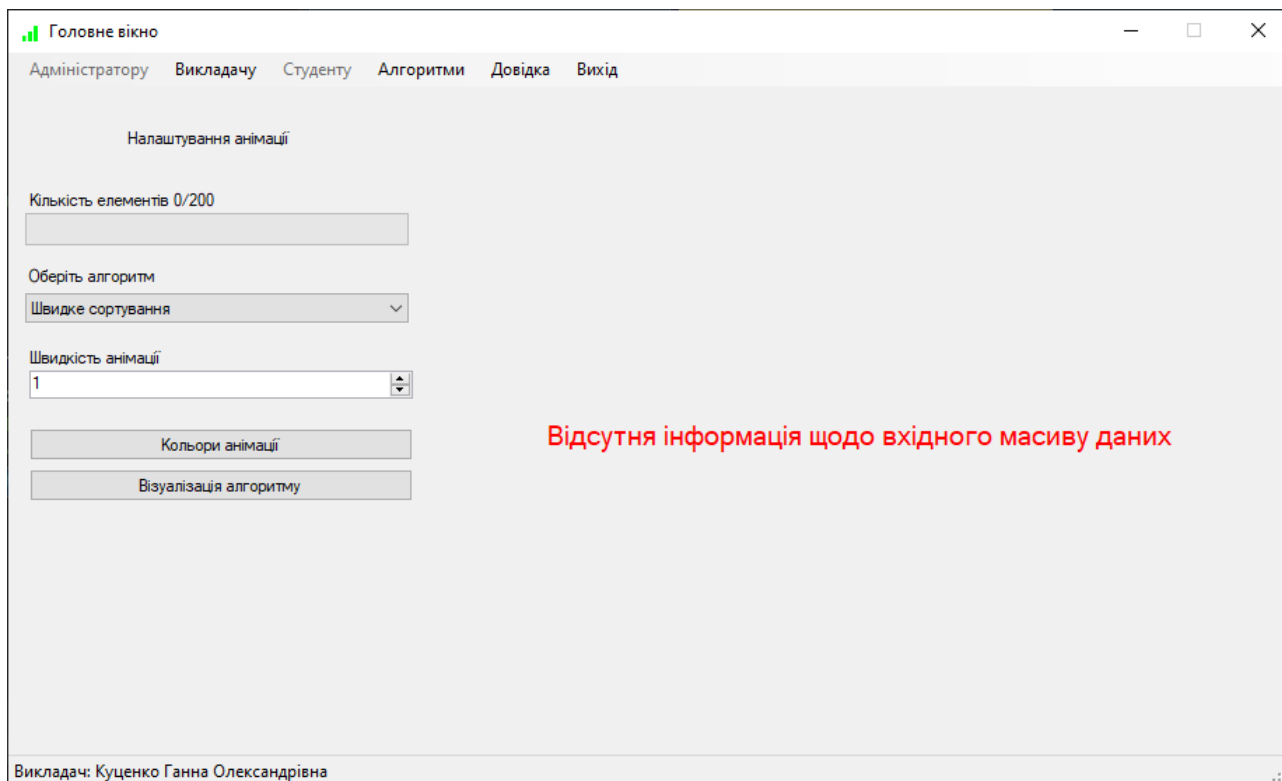 Головне вікно
Адміністратору Викладачу Студенту Алгоритми Довідка Вихід
Налаштування анімації
Кількість елементів 0/200
Оберіть алгоритм
Швидке сортування
Швидкість анімації
1
Кольори анімації
Візуалізація алгоритму
Відсутня інформація щодо вхідного масиву даних
Викладач: Куценко Ганна Олександрівна